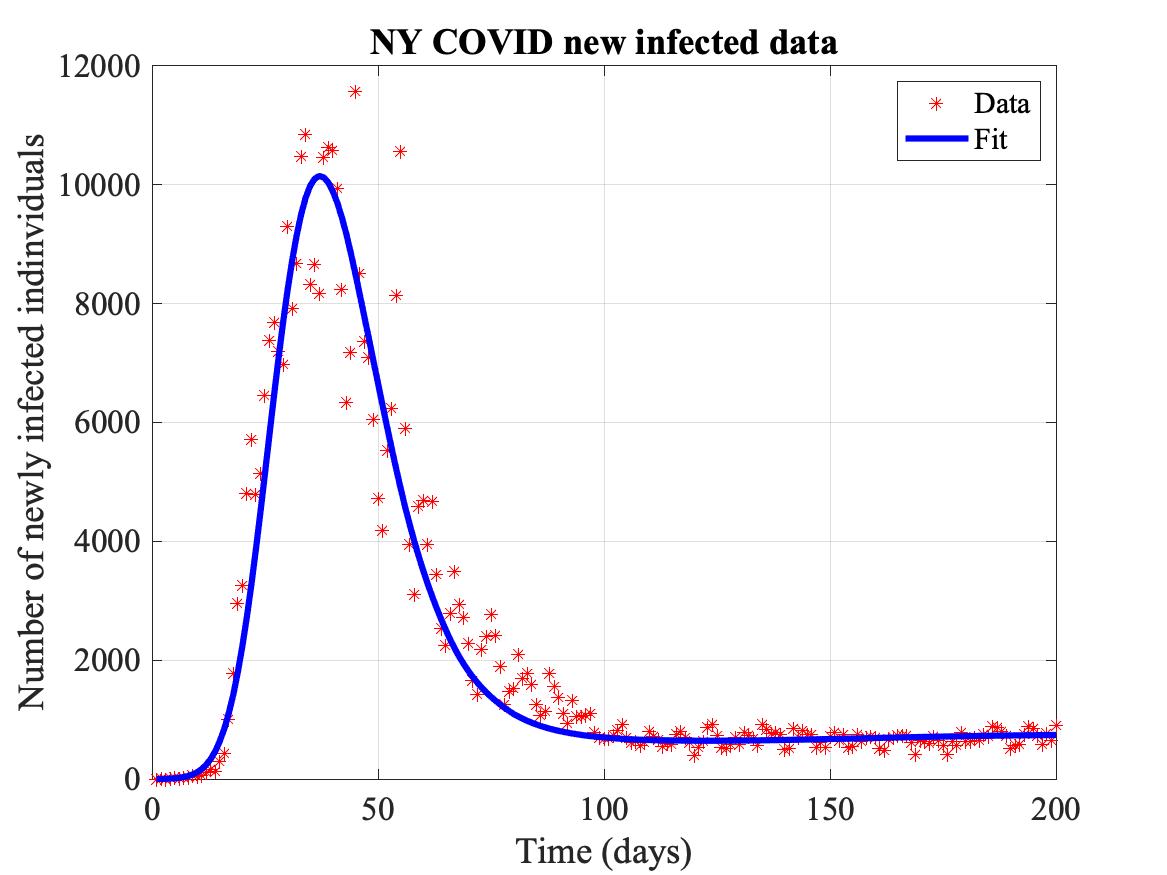 NY COVID new infected data
12000
10000
8000
6000
4000
2000
0
Number of newly infected indinviduals
Data
Fit
0 50 100 150 200
Time (days)